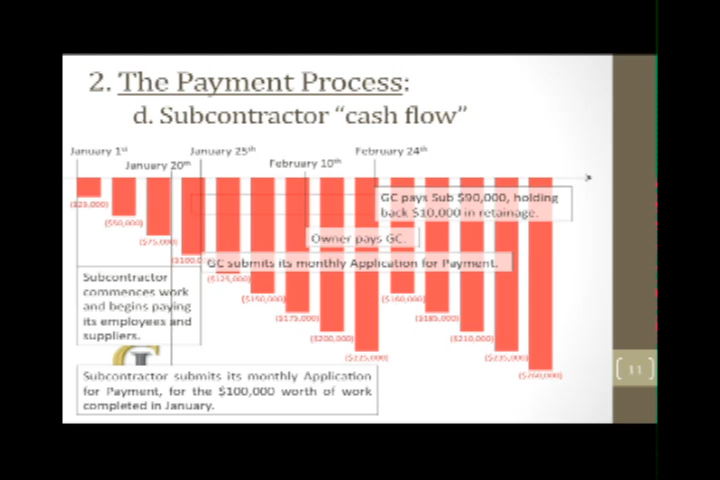 2. The Payment Process:
d. Subcontractor “cash flow”
January 1st
January 20th
January 25th
February 10th
February 24th
GC pays Sub $90,000, holding
back $10,000 in retainage.
Owner pays GC.
GC submits its monthly Application for Payment.
($25,000)
($50,000)
($75,000)
($100,0
($125,000)
($150,000)
($175,000)
($200,000)
($225,000)
($160,000)
($185,000)
($210,000)
($235,000)
($260,000)
Subcontractor
commences work
and begins paying
its employees and
suppliers.
Subcontractor submits its monthly Application
for Payment, for the $100,000 worth of work
completed in January.
11